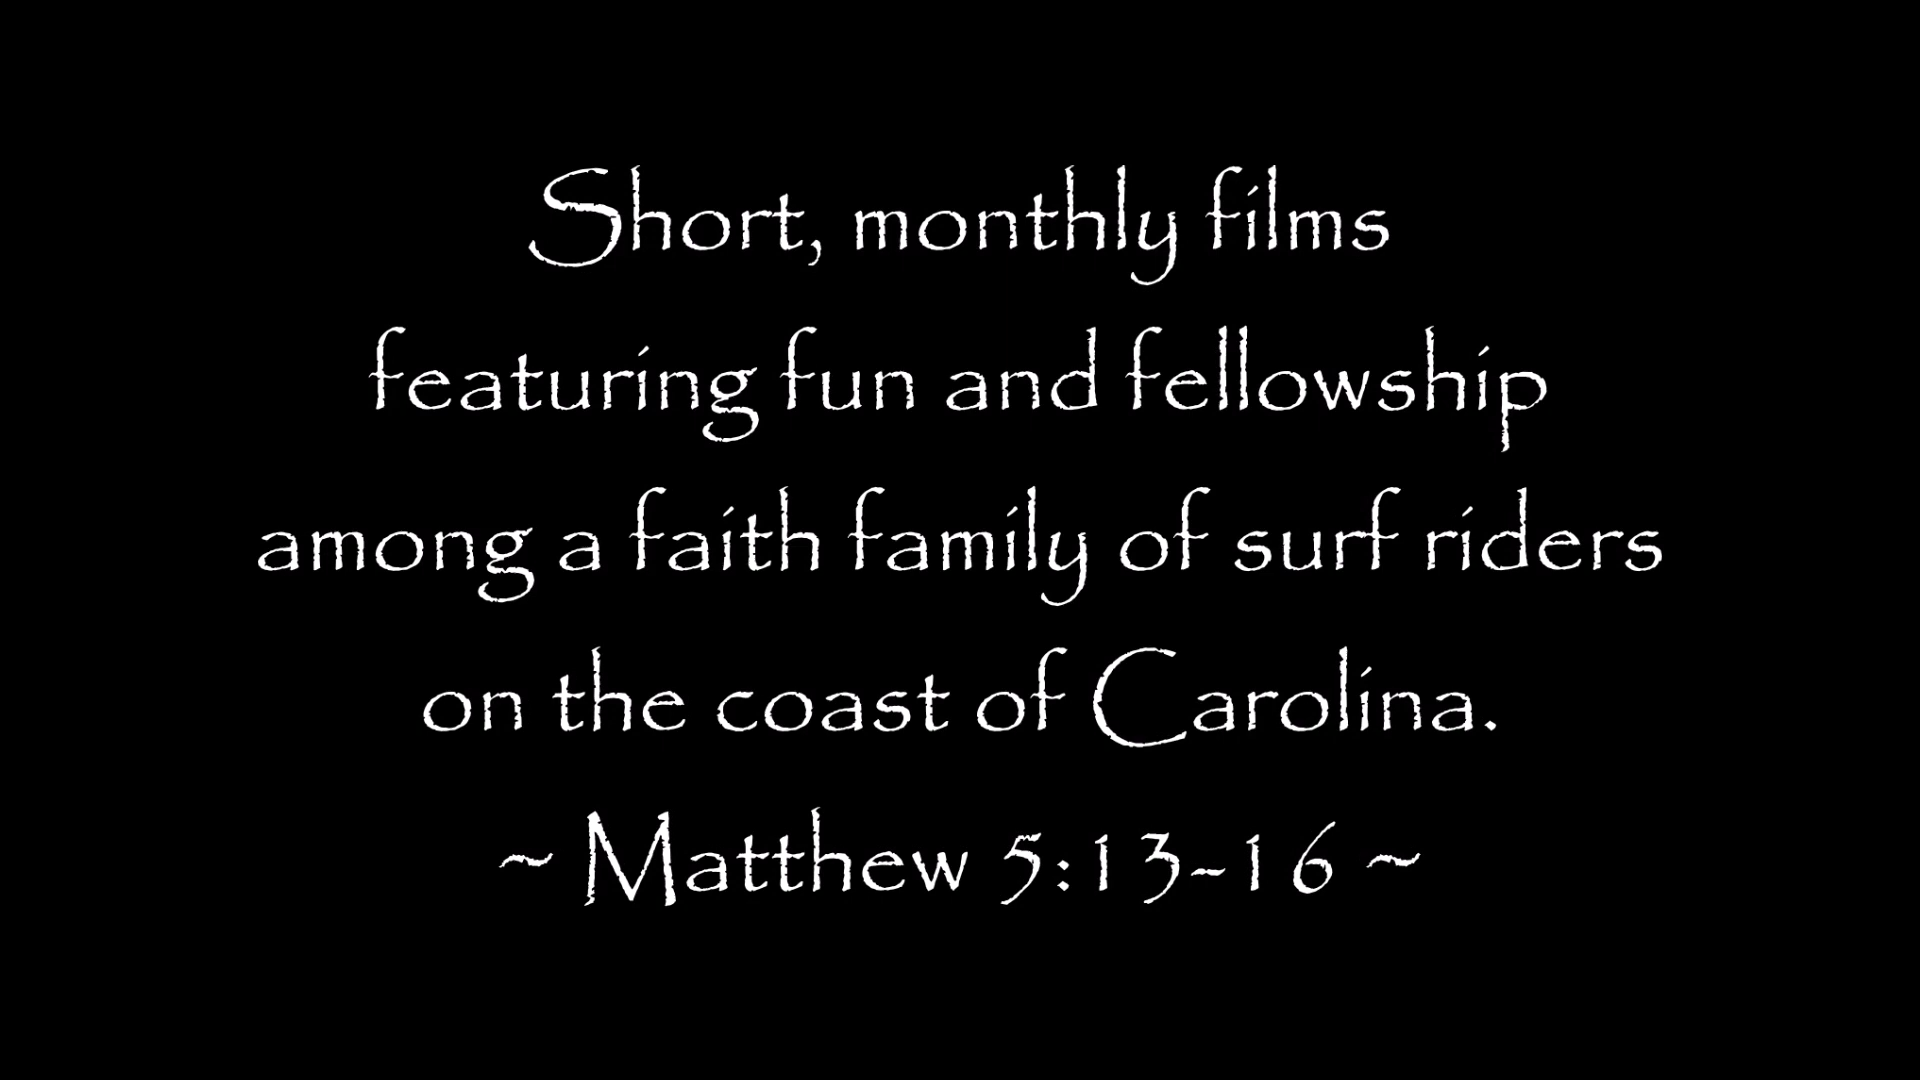 Short, monthly films
featuring fun and fellowship
among a faith family of surf riders
on the coast of Carolina.
~ Matthew 5:13-16 ~